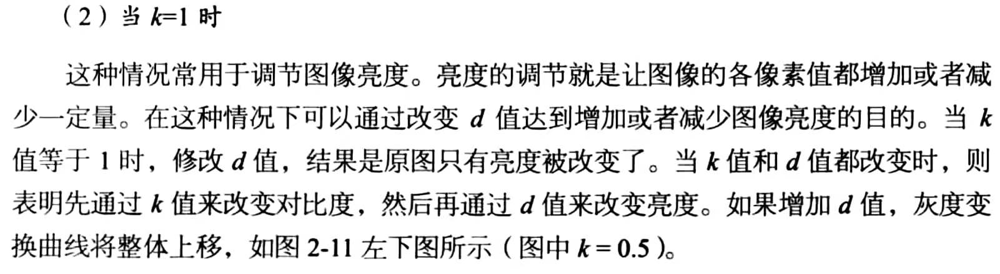 （2）当 k=1 时
这种情况常用于调节图像亮度。亮度的调节就是让图像的各像素值都增加或者减
少一定量。在这种情况下可以通过改变 d 值达到增加或者减少图像亮度的目的。当 k
值等于 1 时，修改 d 值，结果是原图只有亮度被改变了。当 k 值和 d 值都改变时，则
表明先通过 k 值来改变对比度，然后再通过 d 值来改变亮度。如果增加 d 值，灰度变
换曲线将整体上移，如图 2-11 左下图所示（图中 k = 0.5）。